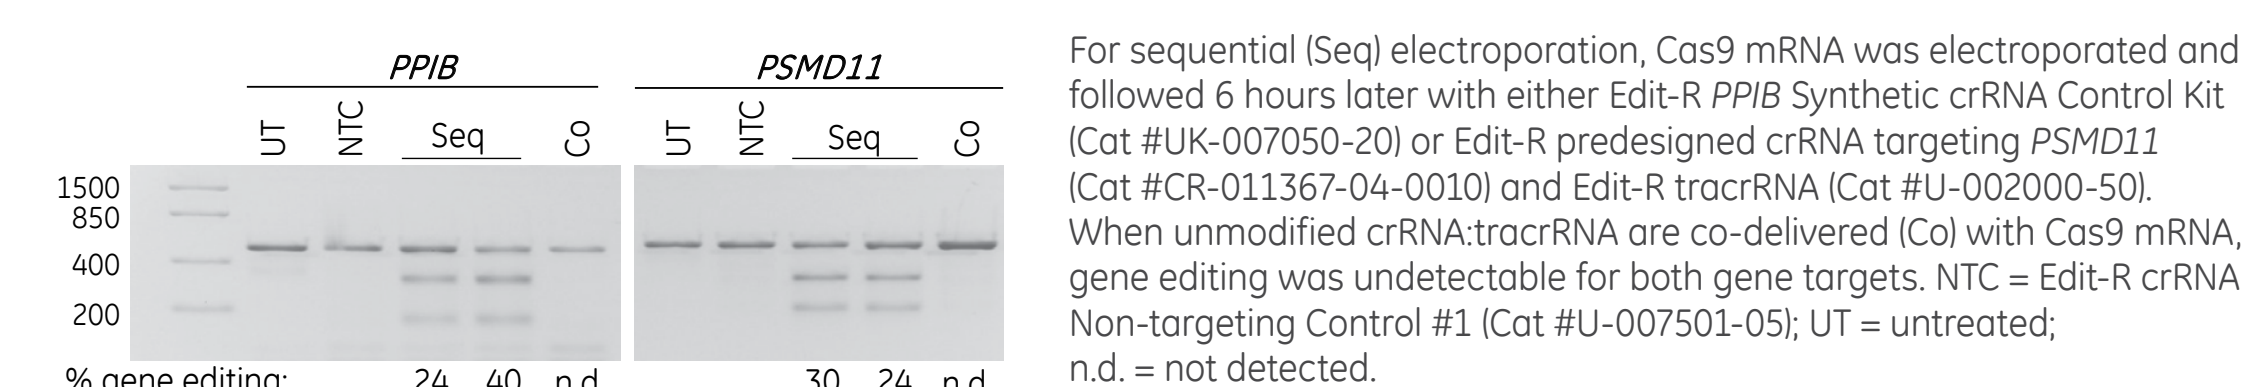 PPIB
PSMD11
UT NTC Seq Co UT NTC Seq Co
1500
850
400
200
% gene editing: 24 40 n.d. 30 24 n.d.
For sequential (Seq) electroporation, Cas9 mRNA was electroporated and
followed 6 hours later with either Edit-R PPIB Synthetic crRNA Control Kit
(Cat #UK-007050-20) or Edit-R predesigned crRNA targeting PSMD11
(Cat #CR-011367-04-0010) and Edit-R tracrRNA (Cat #U-002000-50).
When unmodified crRNA:tracrRNA are co-delivered (Co) with Cas9 mRNA,
gene editing was undetectable for both gene targets. NTC = Edit-R crRNA
Non-targeting Control #1 (Cat #U-007501-05); UT = untreated;
n.d. = not detected.